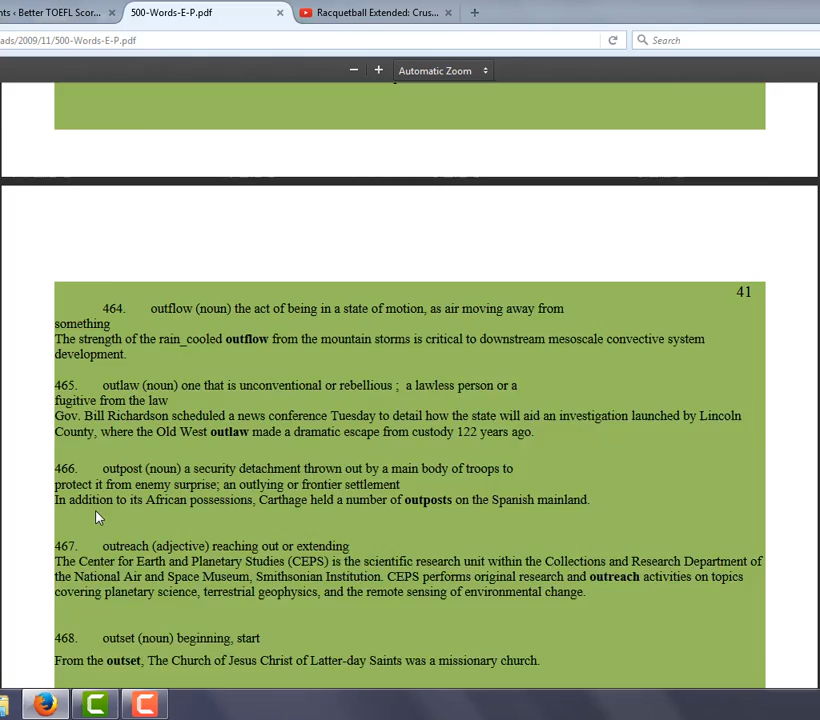 nts ‹ Better TOEFL Scor... × 500-Words-E-P.pdf × Racquetball Extended: Crus... × +
ads/2009/11/500-Words-E-P.pdf Search
− + Automatic Zoom
41
464. outflow (noun) the act of being in a state of motion, as air moving away from
something
The strength of the rain_cooled outflow from the mountain storms is critical to downstream mesoscale convective system
development.
465. outlaw (noun) one that is unconventional or rebellious ; a lawless person or a
fugitive from the law
Gov. Bill Richardson scheduled a news conference Tuesday to detail how the state will aid an investigation launched by Lincoln
County, where the Old West outlaw made a dramatic escape from custody 122 years ago.
466. outpost (noun) a security detachment thrown out by a main body of troops to
protect it from enemy surprise; an outlying or frontier settlement
In addition to its African possessions, Carthage held a number of outposts on the Spanish mainland.
467. outreach (adjective) reaching out or extending
The Center for Earth and Planetary Studies (CEPS) is the scientific research unit within the Collections and Research Department of
the National Air and Space Museum, Smithsonian Institution. CEPS performs original research and outreach activities on topics
covering planetary science, terrestrial geophysics, and the remote sensing of environmental change.
468. outset (noun) beginning, start
From the outset, The Church of Jesus Christ of Latter-day Saints was a missionary church.